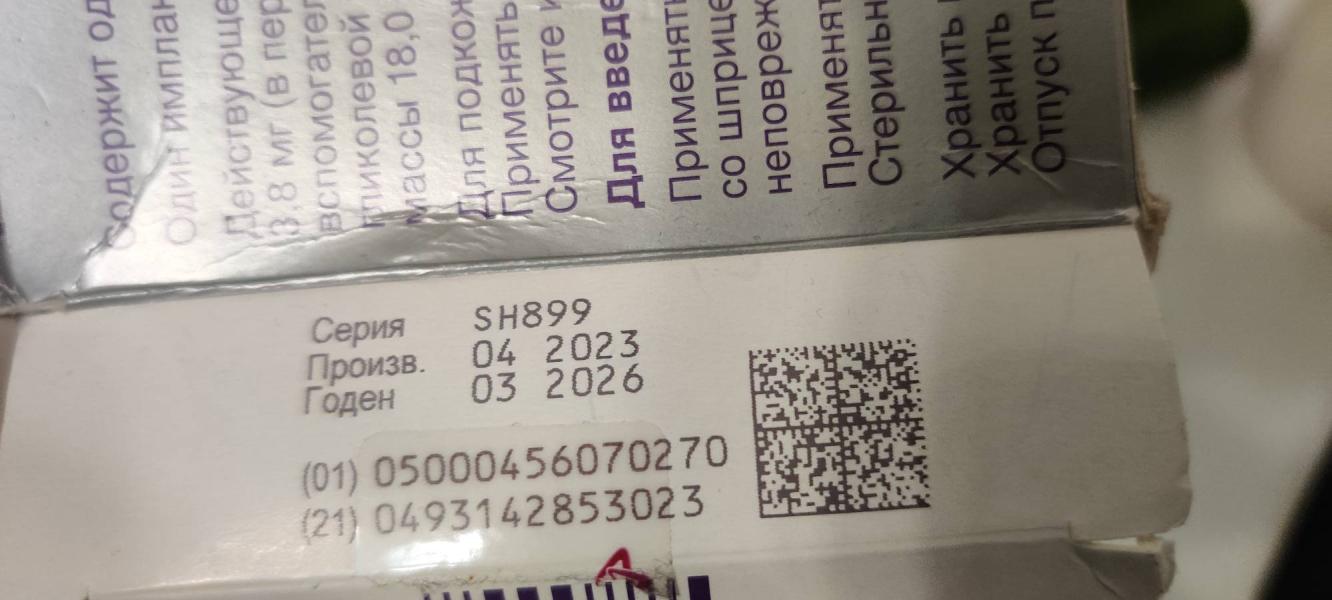 Содержит од
Один имплан
Действующе
3,8 мг (в пер
вспомогател
гликолевой
массы 18,0
Для подкож
Применять
Смотрите и
Для введе
Применять
со шприце
неповреж
Применят
Стерильн
Хранить
Хранить
Отпуск п
Серия SH899
Произв. 04 2023
Годен 03 2026
(01) 05000456070270
(21) 0493142853023